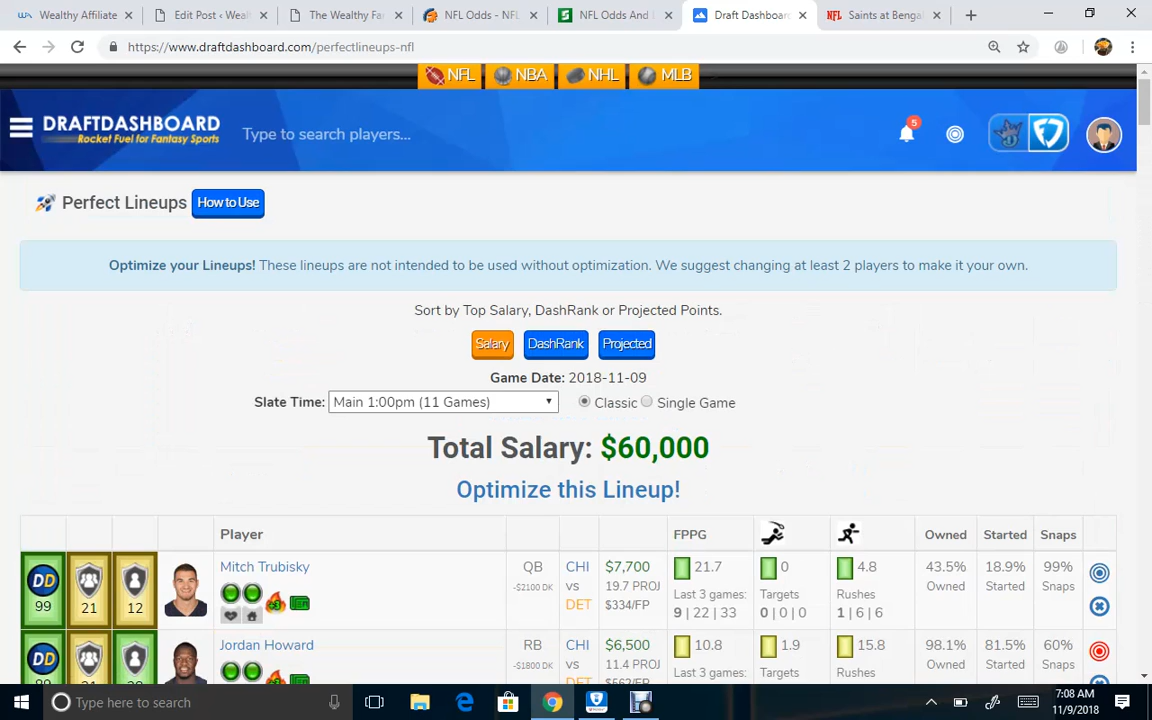 Wealthy Affiliate
Edit Post ‹ Weal
The Wealthy Fa
NFL Odds - NFL
NFL Odds And
Draft Dashboard
Saints at Benga
https://www.draftdashboard.com/perfectlineups-nfl
NFL NBA NHL MLB
DRAFTDASHBOARD
Rocket Fuel for Fantasy Sports
Type to search players...
5
Perfect Lineups How to Use
Optimize your Lineups! These lineups are not intended to be used without optimization. We suggest changing at least 2 players to make it your own.
Sort by Top Salary, DashRank or Projected Points.
Salary DashRank Projected
Game Date: 2018-11-09
Slate Time: Main 1:00pm (11 Games) Classic Single Game
Total Salary: $60,000
Optimize this Lineup!
Player FPPG Owned Started Snaps
DD 99 21 12
Mitch Trubisky
QB
-$2100 DK
CHI
vs
DET
$7,700
19.7 PROJ
$334/FP
21.7
Last 3 games:
9 | 22 | 33
0
Targets
0 | 0 | 0
4.8
Rushes
1 | 6 | 6
43.5%
Owned
18.9%
Started
99%
Snaps
DD
Jordan Howard
RB
-$1800 DK
CHI
vs
DET
$6,500
11.4 PROJ
10.8
Last 3 games:
1.9
Targets
15.8
Rushes
98.1%
Owned
81.5%
Started
60%
Snaps
Type here to search
7:08 AM
11/9/2018